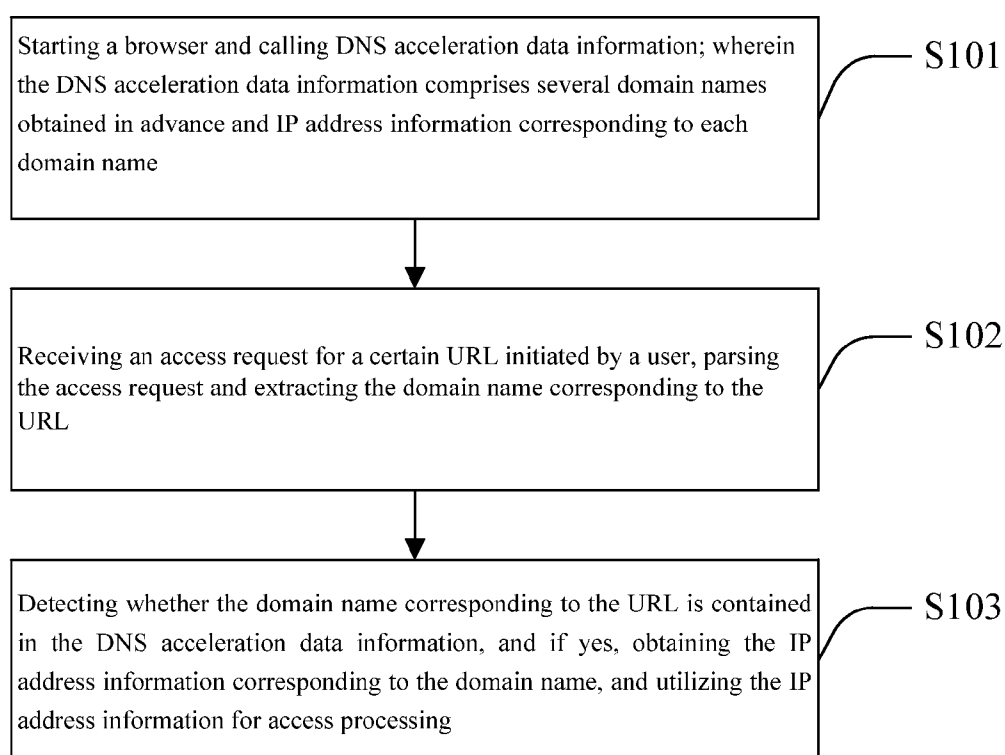 Starting a browser and calling DNS acceleration data information; wherein
the DNS acceleration data information comprises several domain names
obtained in advance and IP address information corresponding to each
domain name
S101
Receiving an access request for a certain URL initiated by a user, parsing
the access request and extracting the domain name corresponding to the
URL
S102
Detecting whether the domain name corresponding to the URL is contained
in the DNS acceleration data information, and if yes, obtaining the IP
address information corresponding to the domain name, and utilizing the IP
address information for access processing
S103